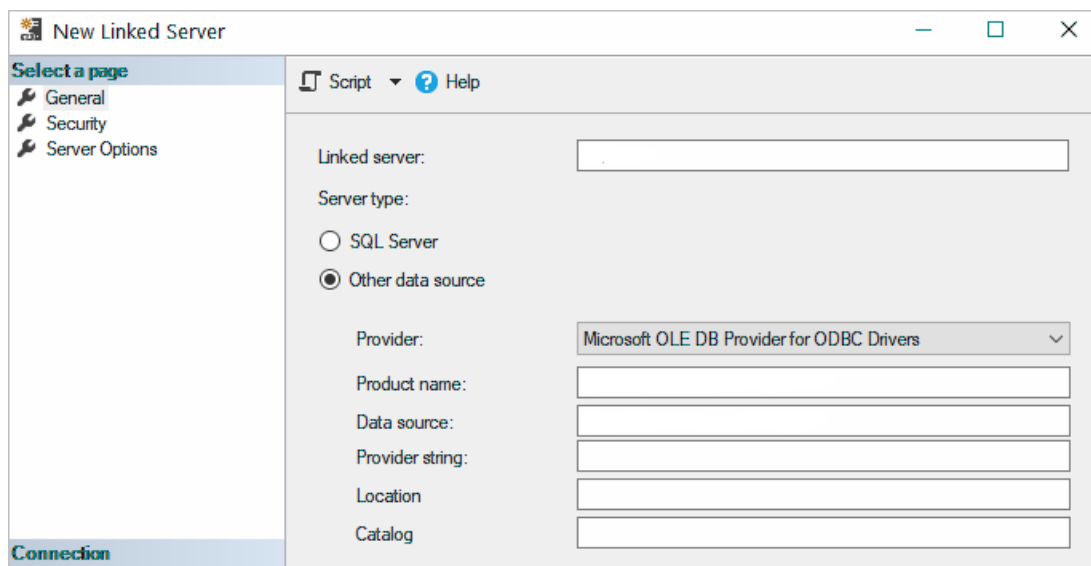 New Linked Server
Select a page
General
Security
Server Options
Connection
Script
Help
Linked server:
Server type:
SQL Server
Other data source
Provider:
Microsoft OLE DB Provider for ODBC Drivers
Product name:
Data source:
Provider string:
Location
Catalog